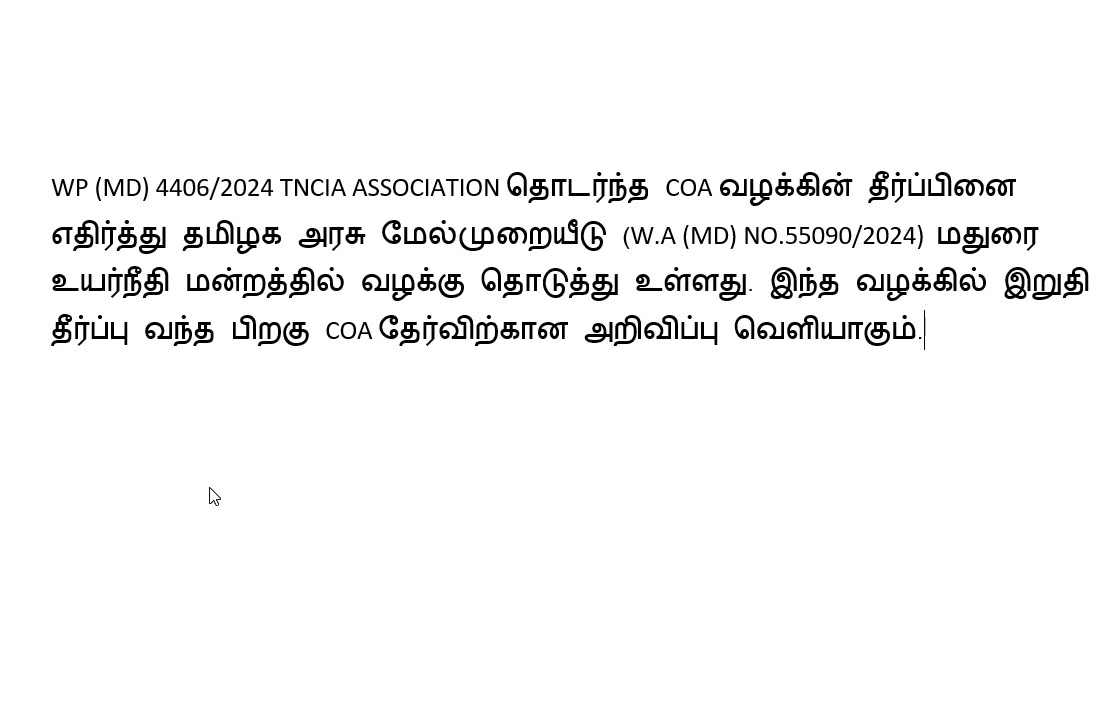 WP (MD) 4406/2024 TNCIA ASSOCIATION தொடர்ந்த COA வழக்கின் தீர்ப்பினை
எதிர்த்து தமிழக அரசு மேல்முறையீடு (W.A (MD) NO.55090/2024) மதுரை
உயர்நீதி மன்றத்தில் வழக்கு தொடுத்து உள்ளது. இந்த வழக்கில் இறுதி
தீர்ப்பு வந்த பிறகு COA தேர்விற்கான அறிவிப்பு வெளியாகும்.